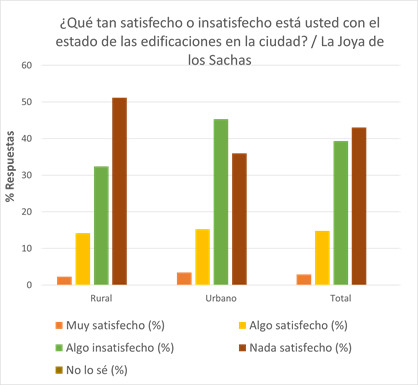 ¿Qué tan satisfecho o insatisfecho está usted con el
estado de las edificaciones en la ciudad? / La Joya de
los Sachas
60
50
40
30
20
10
0
% Respuestas
Rural Urbano Total
Muy satisfecho (%) Algo satisfecho (%)
Algo insatisfecho (%) Nada satisfecho (%)
No lo sé (%)